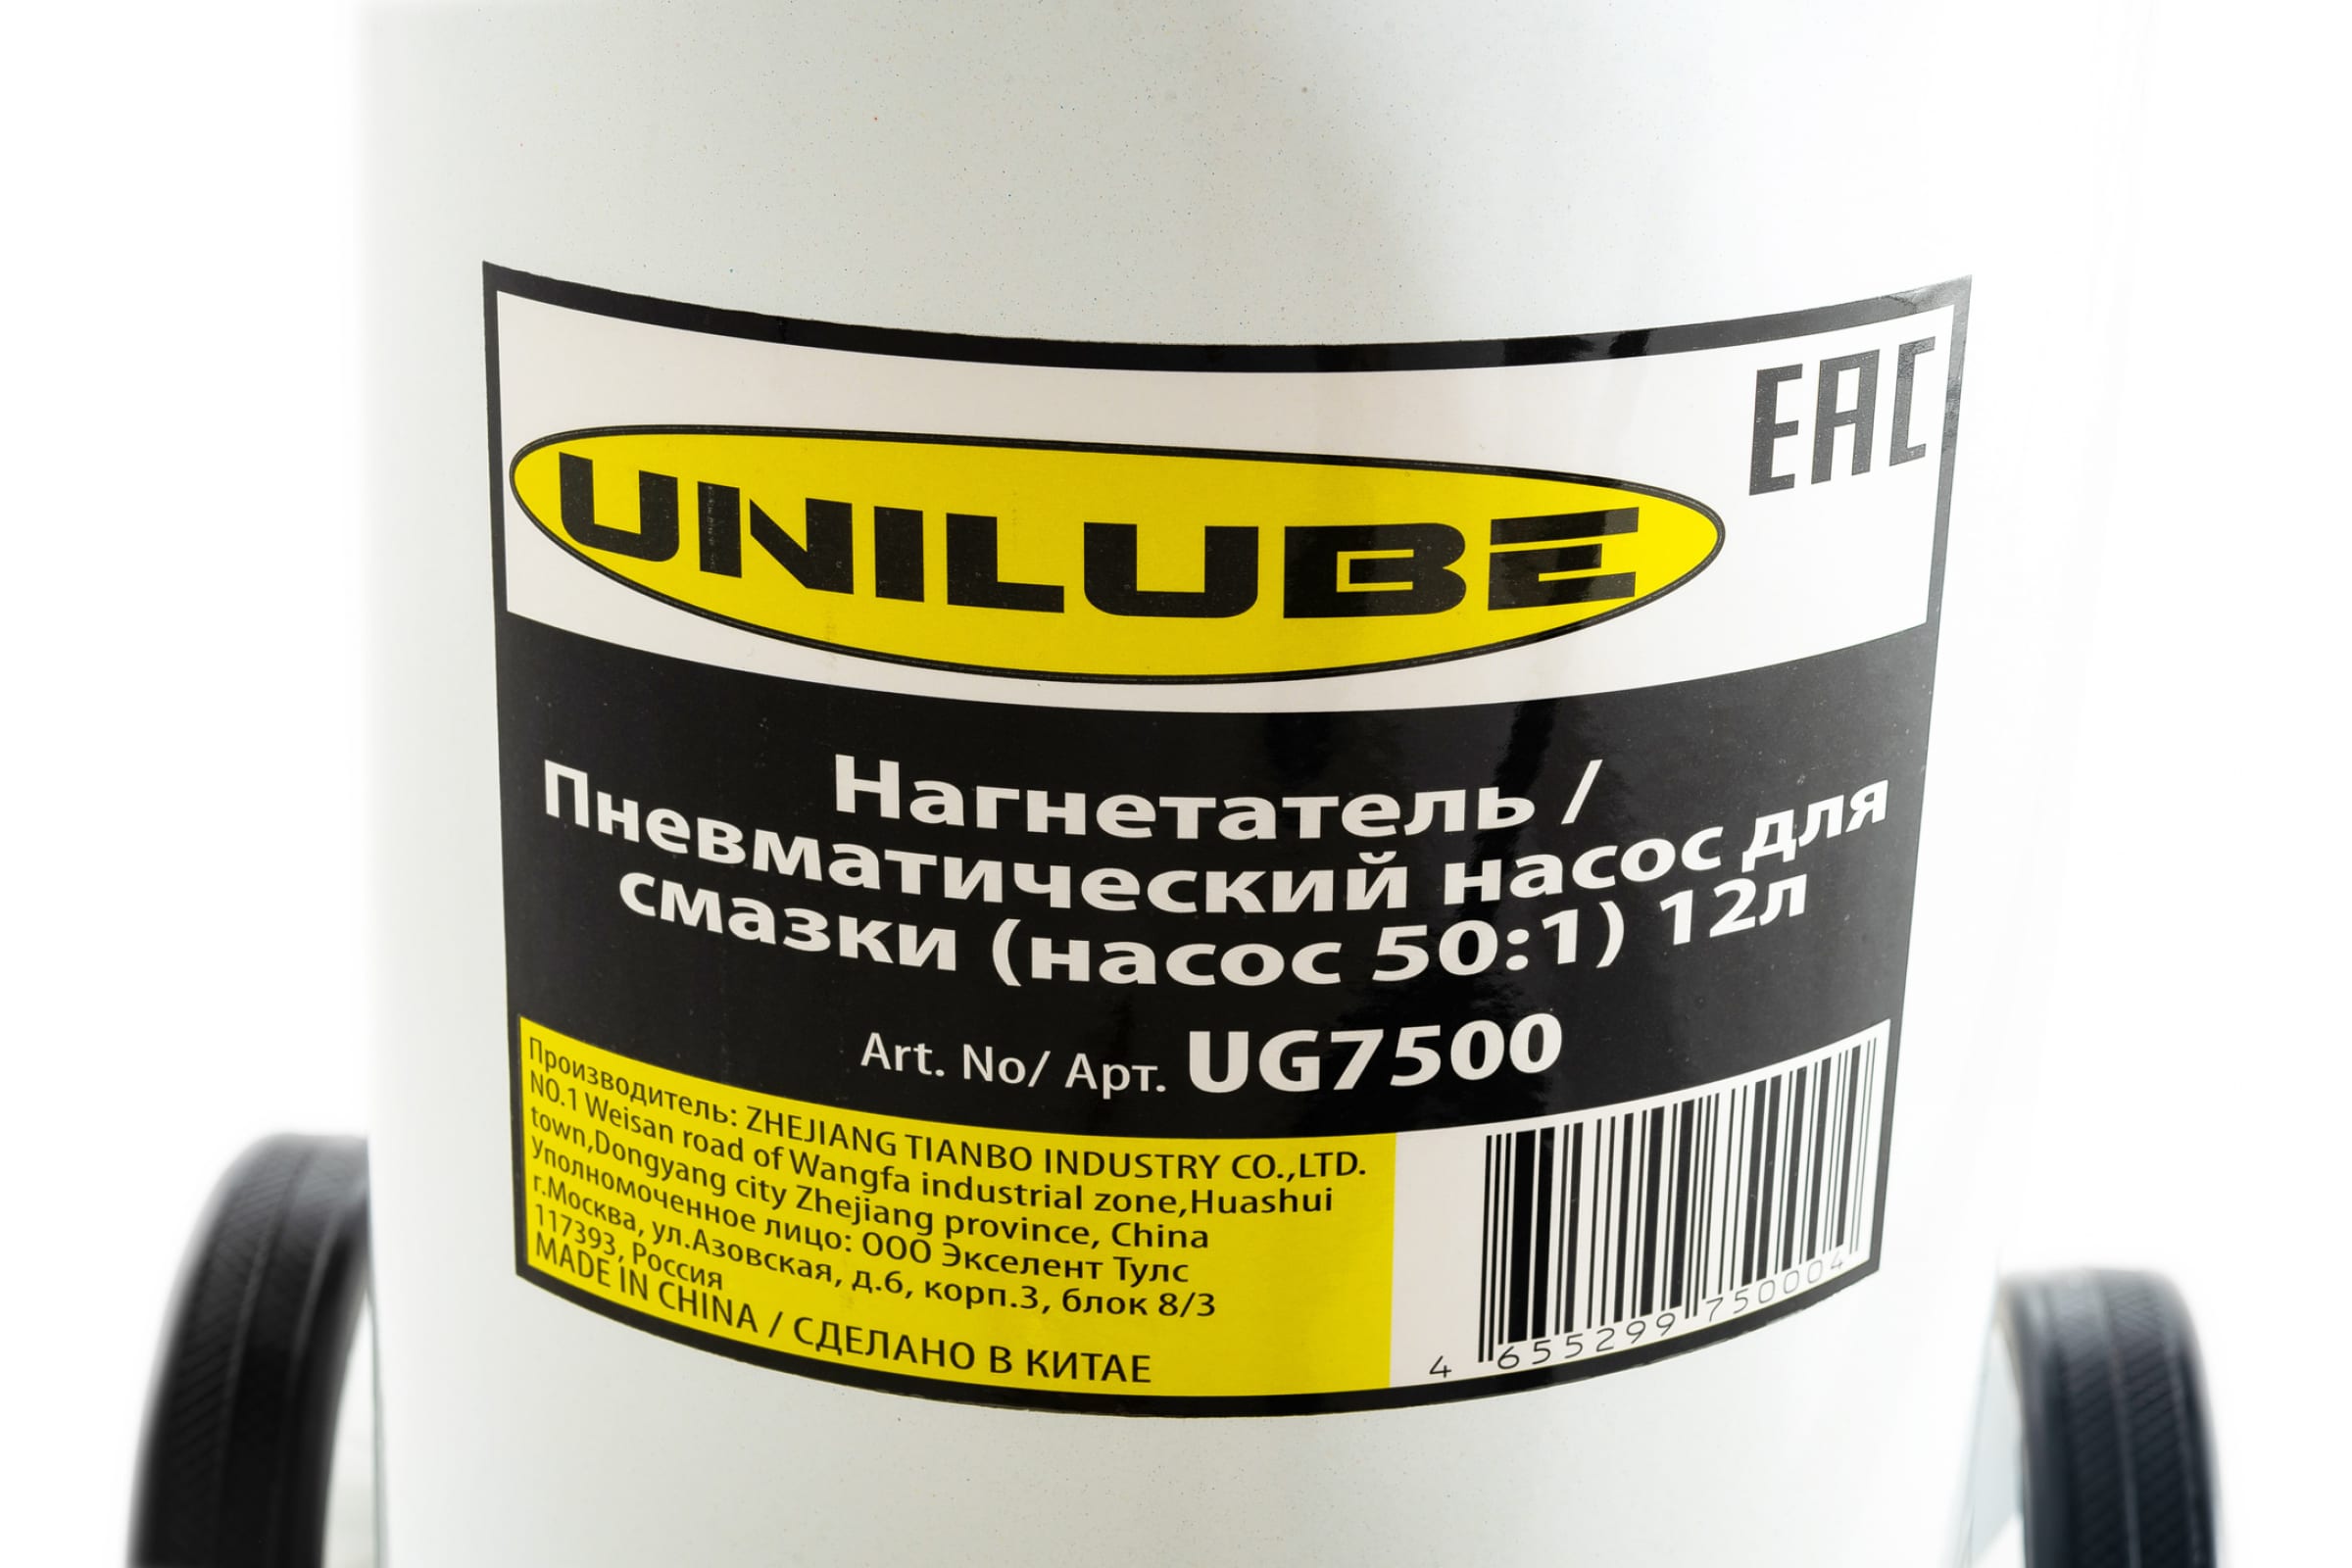 EAC
UNILUBE
Нагнетатель /
Пневматический насос для
смазки (насос 50:1) 12л
Art. No/ Арт. UG7500
Производитель: ZHEJIANG TIANBO INDUSTRY CO.,LTD.
NO.1 Weisan road of Wangfa industrial zone,Huashui
town,Dongyang city Zhejiang province, China
Уполномоченное лицо: ООО Экселент Тулс
г.Москва, ул.Азовская, д.6, корп.3, блок 8/3
117393, Россия
MADE IN CHINA / СДЕЛАНО В КИТАЕ
4 655299 750004